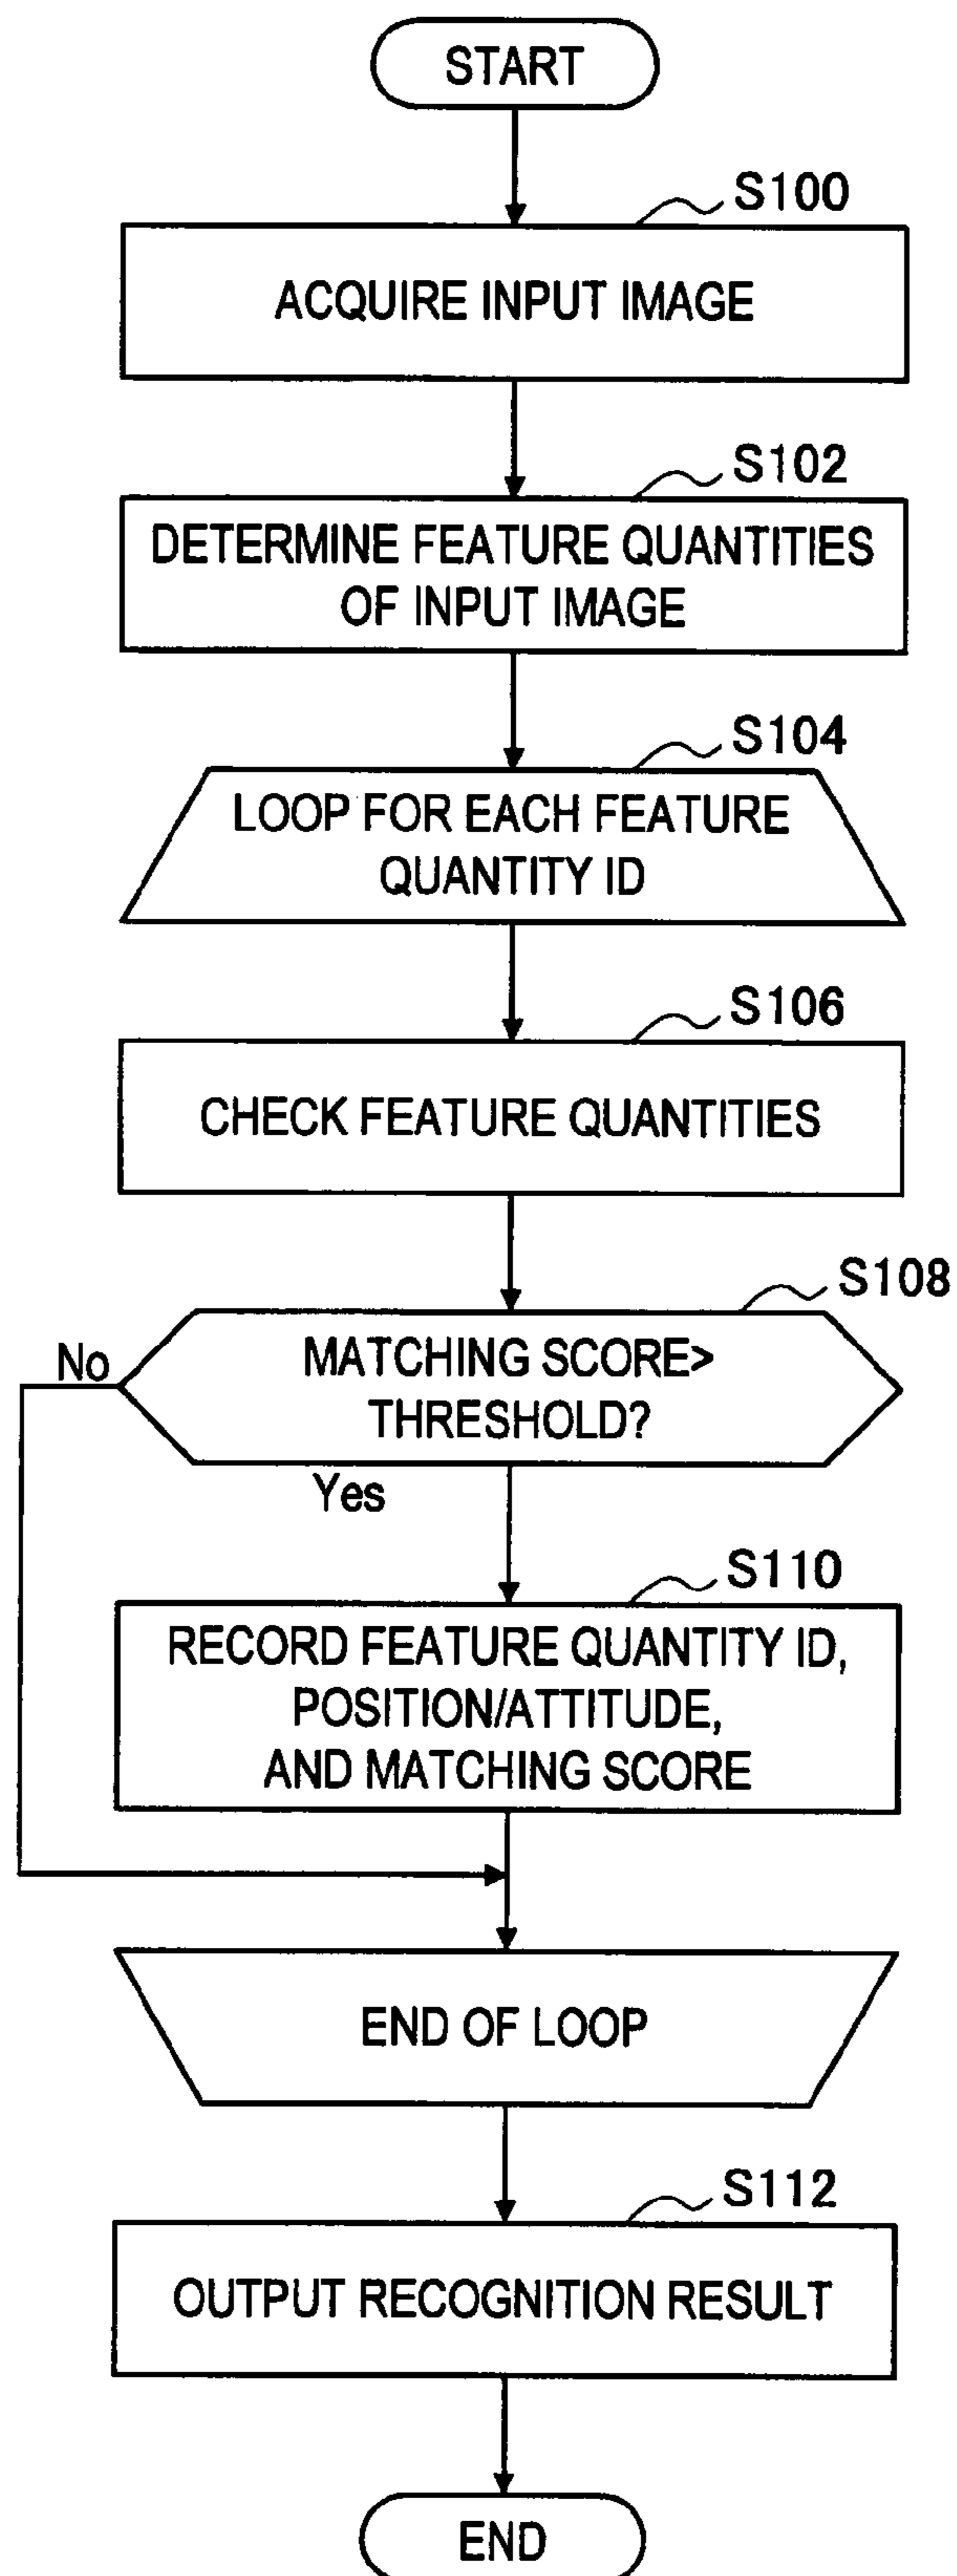 START
S100
ACQUIRE INPUT IMAGE
S102
DETERMINE FEATURE QUANTITIES
OF INPUT IMAGE
S104
LOOP FOR EACH FEATURE
QUANTITY ID
S106
CHECK FEATURE QUANTITIES
S108
No
MATCHING SCORE>
THRESHOLD?
Yes
S110
RECORD FEATURE QUANTITY ID,
POSITION/ATTITUDE,
AND MATCHING SCORE
END OF LOOP
S112
OUTPUT RECOGNITION RESULT
END